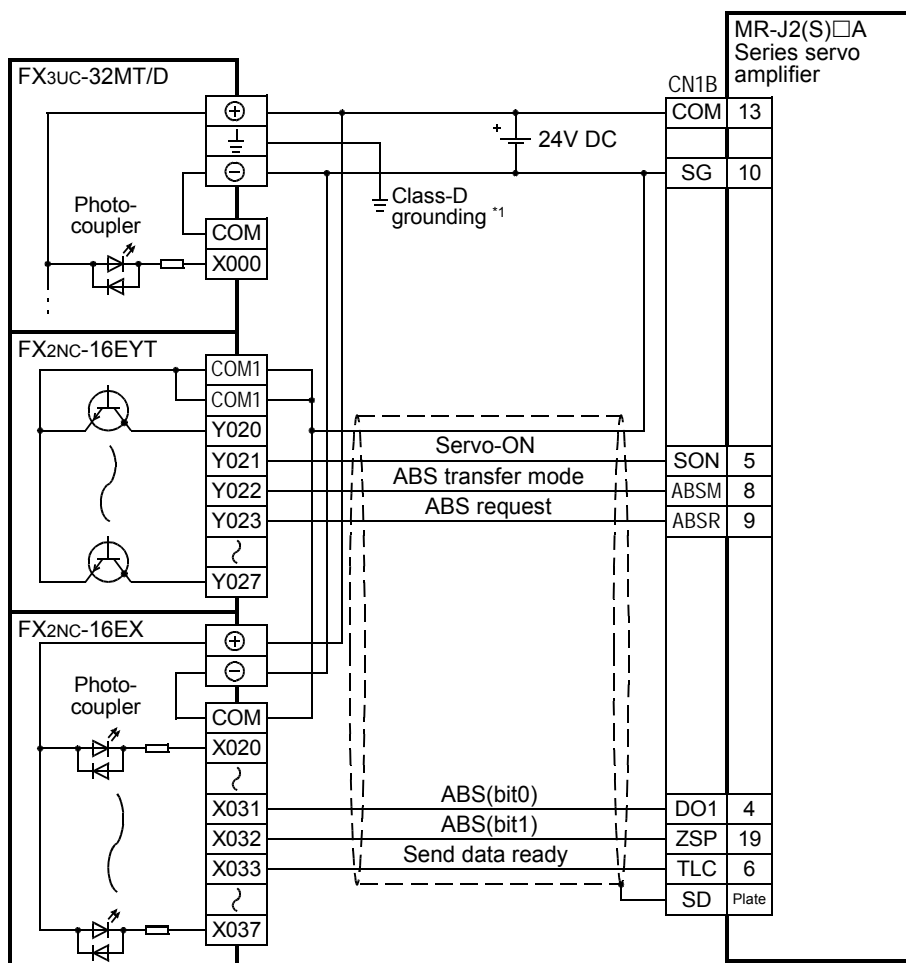 MR-J2(S)□A
Series servo
amplifier
FX3UC-32MT/D
CN1B
⊕
COM 13
+
24V DC
⊖
SG 10
Class-D
grounding *1
Photo-
coupler
COM
X000
FX2NC-16EYT
COM1
COM1
Y020
Y021 Servo-ON SON 5
Y022 ABS transfer mode ABSM 8
Y023 ABS request ABSR 9
Y027
FX2NC-16EX
⊕
⊖
Photo-
coupler
COM
X020
X031 ABS(bit0) DO1 4
X032 ABS(bit1) ZSP 19
X033 Send data ready TLC 6
SD Plate
X037